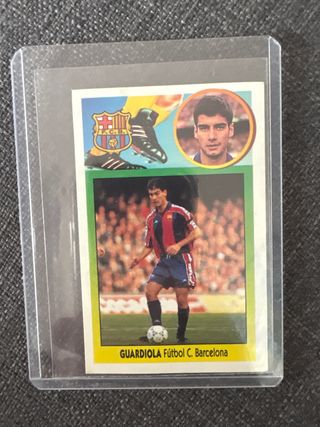 F.C.B.
GUARDIOLA Fútbol C. Barcelona